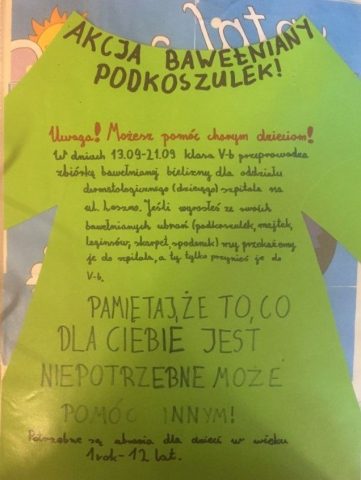 lata
AKCJA BAWEŁNIANY
PODKOSZULEK!
Uwaga! Możesz pomóc chorym dzieciom!
W dniach 13.09-21.09 klasa V-b przeprowadza
zbiórkę bawełnianej bielizny dla oddziału
dermatologicznego (dziecięcego) szpitala na
ul. Leszno. Jeśli wyrosłeś ze swoich
bawełnianych ubrań (podkoszulek, majtek,
legginsów, skarpet, spodenek) my przekażemy
je do szpitala, a ty tylko przynieś je do
V-b.
PAMIĘTAJ, ŻE TO, CO
DLA CIEBIE JEST
NIEPOTRZEBNE MOŻE
POMÓC INNYM!
Potrzebne są ubrania dla dzieci w wieku
1 rok-12 lat.